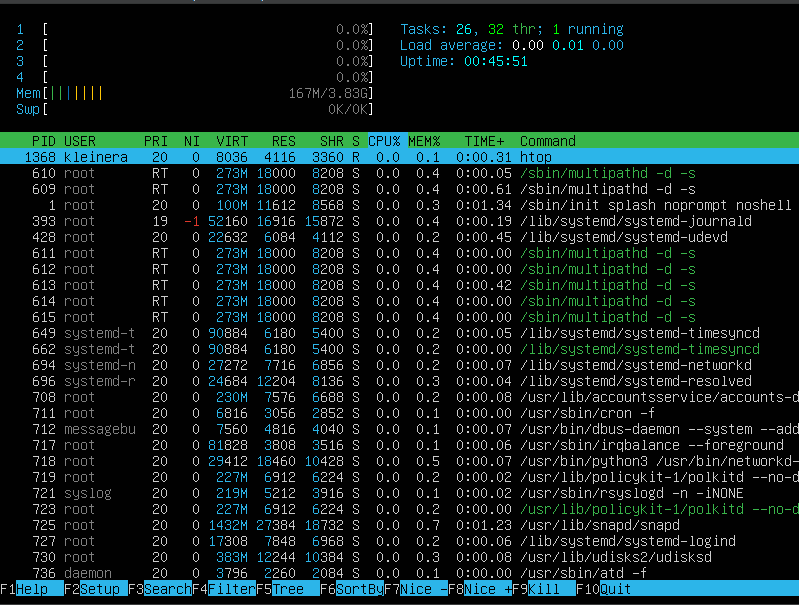 1 [ 0.0%] Tasks: 26, 32 thr; 1 running
2 [ 0.0%] Load average: 0.00 0.01 0.00
3 [ 0.0%] Uptime: 00:45:51
4 [ 0.0%]
Mem[||||||| 167M/3.83G]
Swp[ 0K/0K]
PID USER PRI NI VIRT RES SHR S CPU% MEM% TIME+ Command
1368 kleinera 20 0 8036 4116 3360 R 0.0 0.1 0:00.31 htop
610 root RT 0 273M 18000 8208 S 0.0 0.4 0:00.05 /sbin/multipathd -d -s
609 root RT 0 273M 18000 8208 S 0.0 0.4 0:00.61 /sbin/multipathd -d -s
1 root 20 0 100M 11612 8568 S 0.0 0.3 0:01.34 /sbin/init splash noprompt noshell
393 root 19 -1 52160 16916 15872 S 0.0 0.4 0:00.19 /lib/systemd/systemd-journald
428 root 20 0 22632 6084 4112 S 0.0 0.2 0:00.45 /lib/systemd/systemd-udevd
611 root RT 0 273M 18000 8208 S 0.0 0.4 0:00.00 /sbin/multipathd -d -s
612 root RT 0 273M 18000 8208 S 0.0 0.4 0:00.00 /sbin/multipathd -d -s
613 root RT 0 273M 18000 8208 S 0.0 0.4 0:00.42 /sbin/multipathd -d -s
614 root RT 0 273M 18000 8208 S 0.0 0.4 0:00.00 /sbin/multipathd -d -s
615 root RT 0 273M 18000 8208 S 0.0 0.4 0:00.00 /sbin/multipathd -d -s
649 systemd-t 20 0 90884 6180 5400 S 0.0 0.2 0:00.05 /lib/systemd/systemd-timesyncd
662 systemd-t 20 0 90884 6180 5400 S 0.0 0.2 0:00.00 /lib/systemd/systemd-timesyncd
694 systemd-n 20 0 27272 7716 6856 S 0.0 0.2 0:00.07 /lib/systemd/systemd-networkd
696 systemd-r 20 0 24684 12204 8136 S 0.0 0.3 0:00.04 /lib/systemd/systemd-resolved
708 root 20 0 230M 7576 6688 S 0.0 0.2 0:00.08 /usr/lib/accountsservice/accounts-d
711 root 20 0 6816 3056 2852 S 0.0 0.1 0:00.00 /usr/sbin/cron -f
712 messagebu 20 0 7560 4816 4040 S 0.0 0.1 0:00.07 /usr/bin/dbus-daemon --system --add
717 root 20 0 81828 3808 3516 S 0.0 0.1 0:00.06 /usr/sbin/irqbalance --foreground
718 root 20 0 29412 18460 10428 S 0.0 0.5 0:00.07 /usr/bin/python3 /usr/bin/networkd-
719 root 20 0 227M 6912 6224 S 0.0 0.2 0:00.02 /usr/lib/policykit-1/polkitd --no-d
721 syslog 20 0 219M 5212 3916 S 0.0 0.1 0:00.02 /usr/sbin/rsyslogd -n -iNONE
723 root 20 0 227M 6912 6224 S 0.0 0.2 0:00.00 /usr/lib/policykit-1/polkitd --no-d
725 root 20 0 1432M 27384 18732 S 0.0 0.7 0:01.23 /usr/lib/snapd/snapd
727 root 20 0 17308 7848 6968 S 0.0 0.2 0:00.06 /lib/systemd/systemd-logind
730 root 20 0 383M 12244 10384 S 0.0 0.3 0:00.08 /usr/lib/udisks2/udisksd
736 daemon 20 0 3796 2260 2084 S 0.0 0.1 0:00.00 /usr/sbin/atd -f
F1Help F2Setup F3SearchF4FilterF5Tree F6SortByF7Nice -F8Nice +F9Kill F10Quit